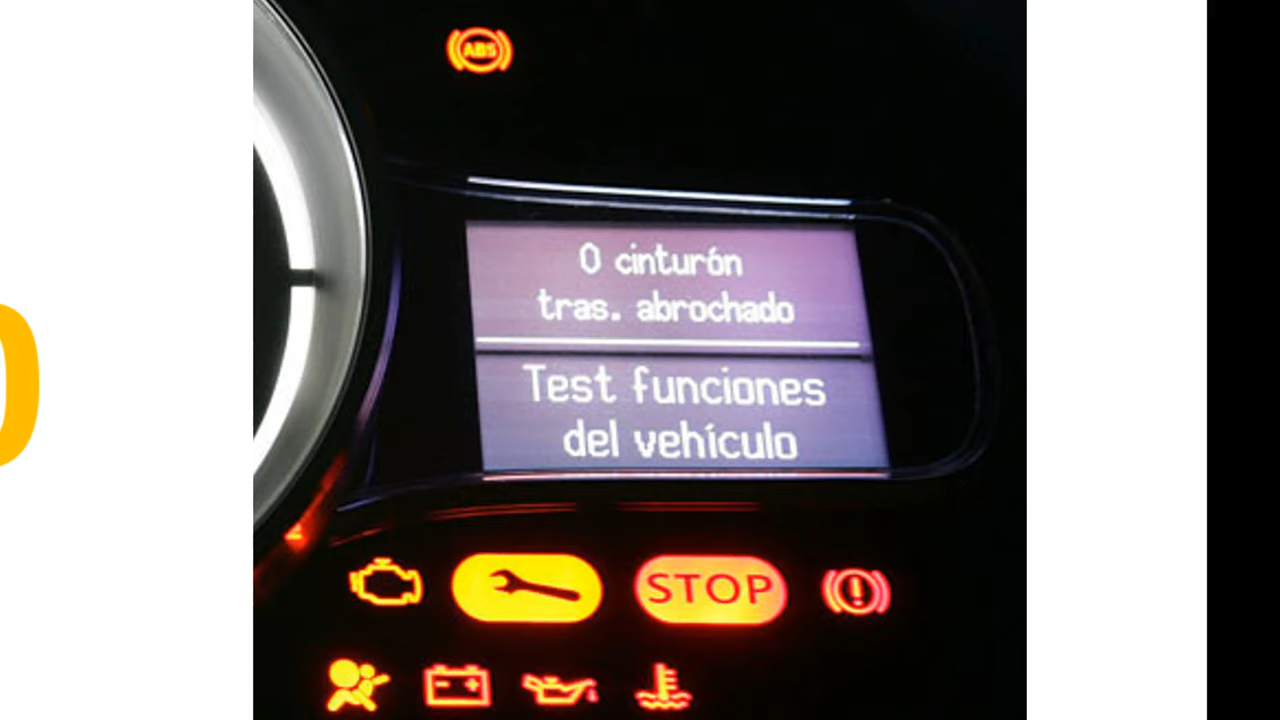 ABS
0 cinturón
tras. abrochado
Test funciones
del vehículo
STOP